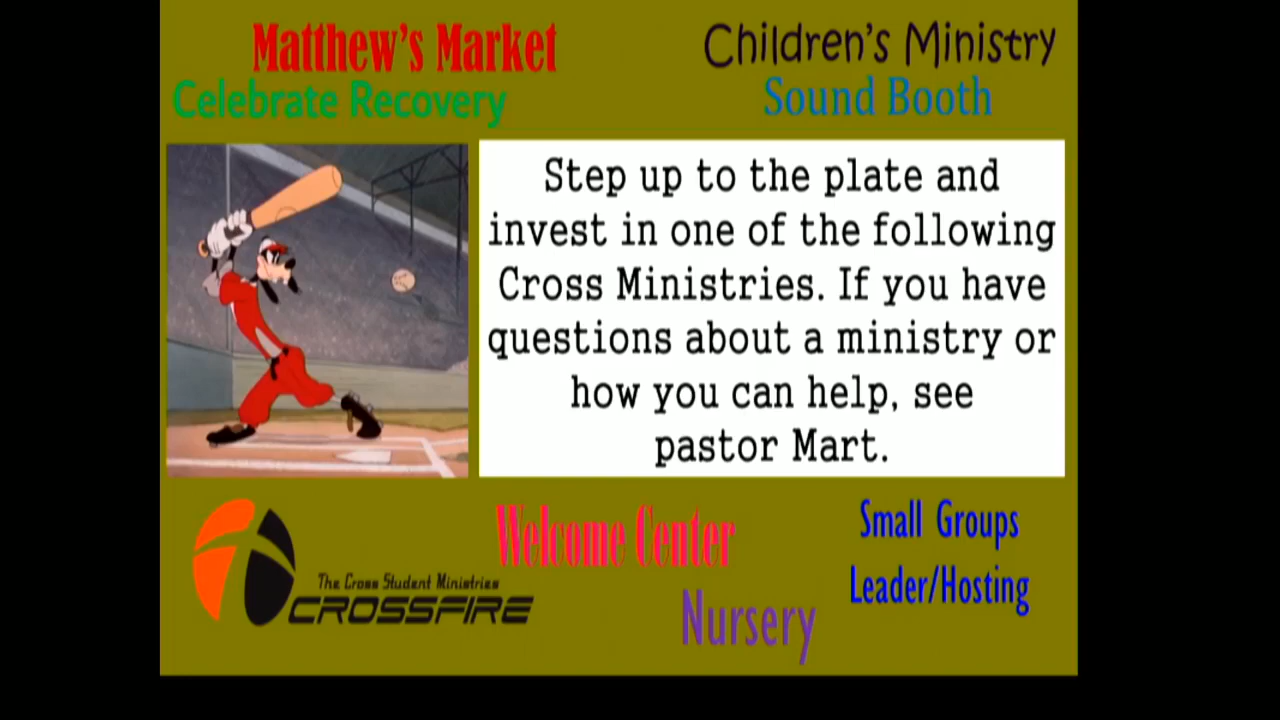 Matthew's Market
Children's Ministry
Celebrate Recovery
Sound Booth
Step up to the plate and
invest in one of the following
Cross Ministries. If you have
questions about a ministry or
how you can help, see
pastor Mart.
Welcome Center
Small Groups
Leader/Hosting
The Cross Student Ministries
CROSSFIRE
Nursery